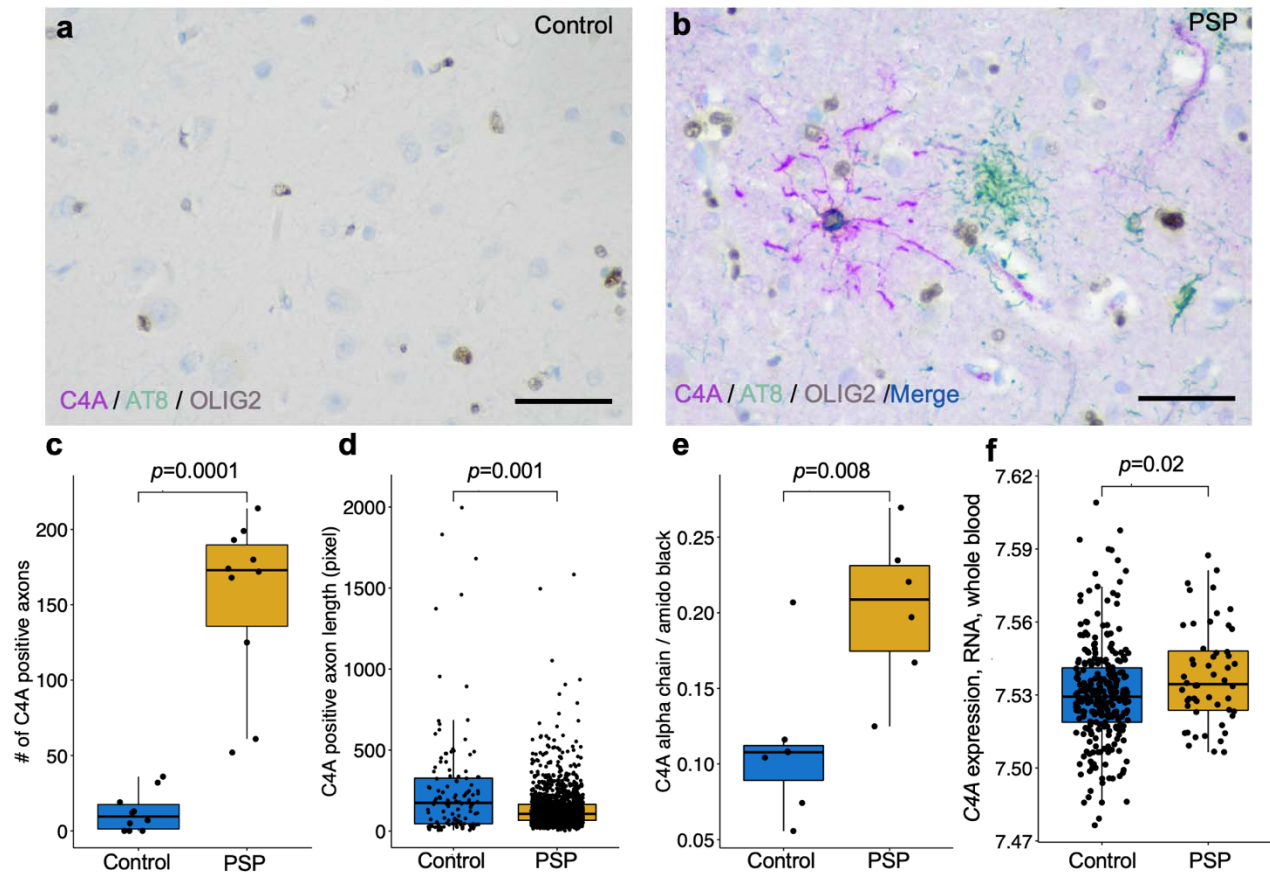 a
Control
C4A / AT8 / OLIG2
b
PSP
C4A / AT8 / OLIG2 /Merge
c
p=0.0001
# of C4A positive axons
200
150
100
50
0
Control
PSP
d
p=0.001
C4A positive axon length (pixel)
2000
1500
1000
500
0
Control
PSP
e
p=0.008
C4A alpha chain / amido black
0.25
0.20
0.15
0.10
0.05
Control
PSP
f
p=0.02
C4A expression, RNA, whole blood
7.62
7.59
7.56
7.53
7.50
7.47
Control
PSP